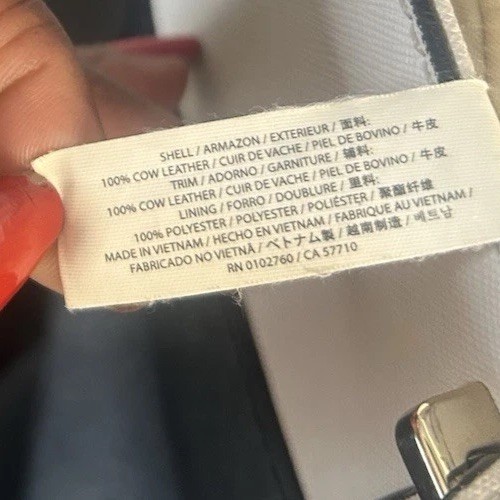 SHELL / ARMAZON / EXTERIEUR / 面料:
100% COW LEATHER / CUIR DE VACHE / PIEL DE BOVINO / 牛皮
TRIM / ADORNO / GARNITURE / 辅料:
100% COW LEATHER / CUIR DE VACHE / PIEL DE BOVINO / 牛皮
LINING / FORRO / DOUBLURE / 里料:
100% POLYESTER / POLYESTER / POLIÉSTER / 聚酯纤维
MADE IN VIETNAM / HECHO EN VIETNAM / FABRIQUE AU VIETNAM /
FABRICADO NO VIETNÃ / ベトナム製 / 越南制造 / 베트남
RN 0102760 / CA 57710